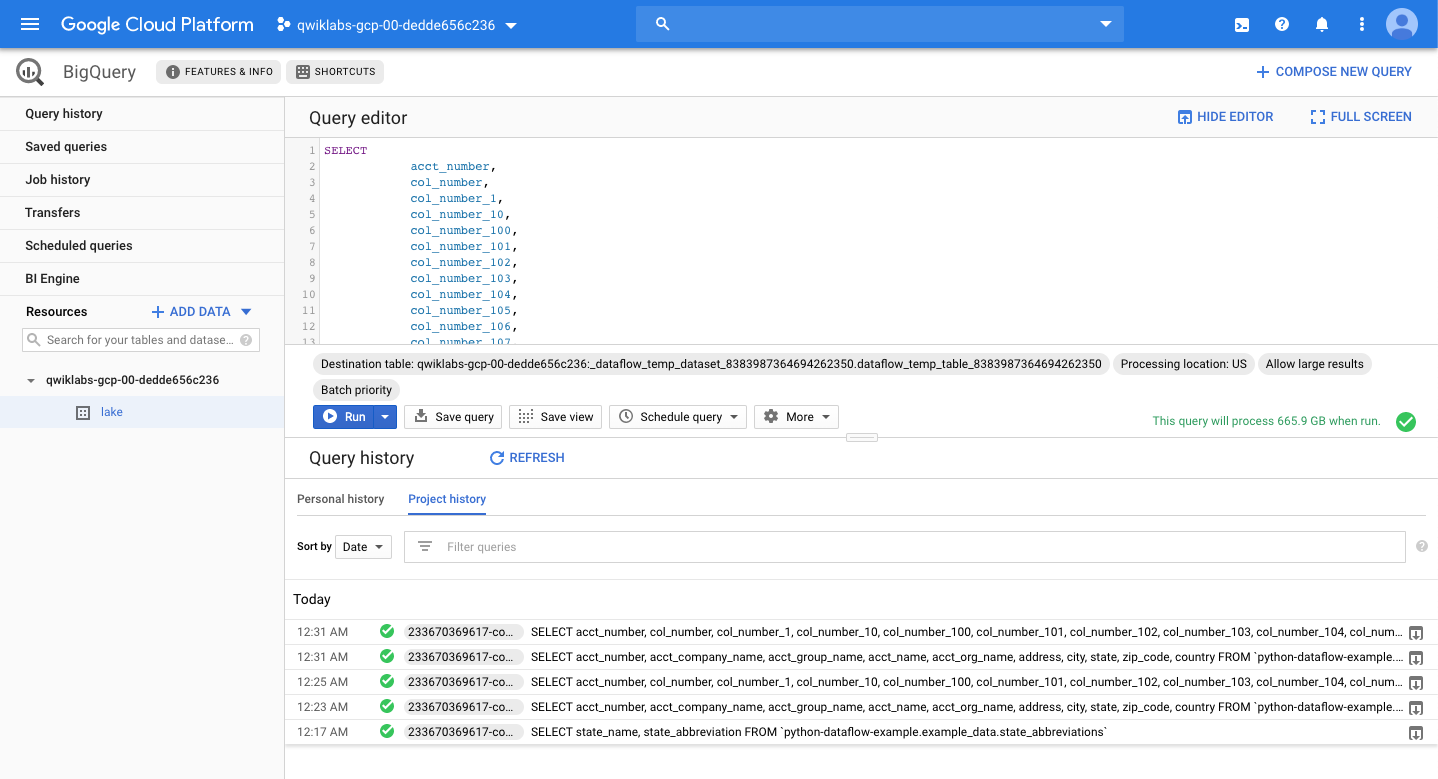 Google Cloud Platform
qwiklabs-gcp-00-dedde656c236
BigQuery
FEATURES & INFO
SHORTCUTS
COMPOSE NEW QUERY
Query history
Saved queries
Job history
Transfers
Scheduled queries
BI Engine
Resources
ADD DATA
Search for your tables and datase...
qwiklabs-gcp-00-dedde656c236
lake
Query editor
HIDE EDITOR
FULL SCREEN
1 SELECT
2 acct_number,
3 col_number,
4 col_number_1,
5 col_number_10,
6 col_number_100,
7 col_number_101,
8 col_number_102,
9 col_number_103,
10 col_number_104,
11 col_number_105,
12 col_number_106,
13 col_number_107
Destination table: qwiklabs-gcp-00-dedde656c236:_dataflow_temp_dataset_8383987364694262350.dataflow_temp_table_8383987364694262350
Processing location: US
Allow large results
Batch priority
Run
Save query
Save view
Schedule query
More
This query will process 665.9 GB when run.
Query history
REFRESH
Personal history
Project history
Sort by
Date
Filter queries
Today
12:31 AM 233670369617-co... SELECT acct_number, col_number, col_number_1, col_number_10, col_number_100, col_number_101, col_number_102, col_number_103, col_number_104, col_num...
12:31 AM 233670369617-co... SELECT acct_number, acct_company_name, acct_group_name, acct_name, acct_org_name, address, city, state, zip_code, country FROM `python-dataflow-example....
12:25 AM 233670369617-co... SELECT acct_number, col_number, col_number_1, col_number_10, col_number_100, col_number_101, col_number_102, col_number_103, col_number_104, col_num...
12:23 AM 233670369617-co... SELECT acct_number, acct_company_name, acct_group_name, acct_name, acct_org_name, address, city, state, zip_code, country FROM `python-dataflow-example....
12:17 AM 233670369617-co... SELECT state_name, state_abbreviation FROM `python-dataflow-example.example_data.state_abbreviations`